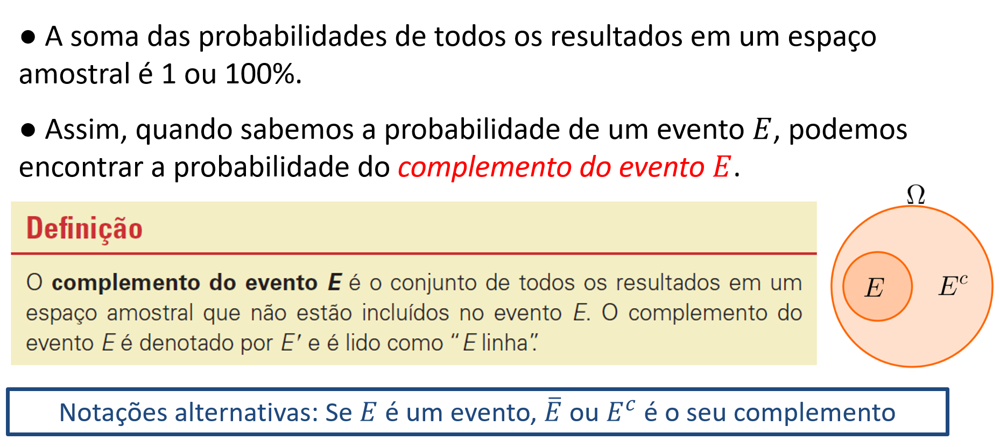 ● A soma das probabilidades de todos os resultados em um espaço
amostral é 1 ou 100%.
● Assim, quando sabemos a probabilidade de um evento E, podemos
encontrar a probabilidade do complemento do evento E.
Definição
O complemento do evento E é o conjunto de todos os resultados em um
espaço amostral que não estão incluídos no evento E. O complemento do
evento E é denotado por E′ e é lido como “E linha”.
Ω
E
Eᶜ
Notações alternativas: Se E é um evento, Ē ou Eᶜ é o seu complemento